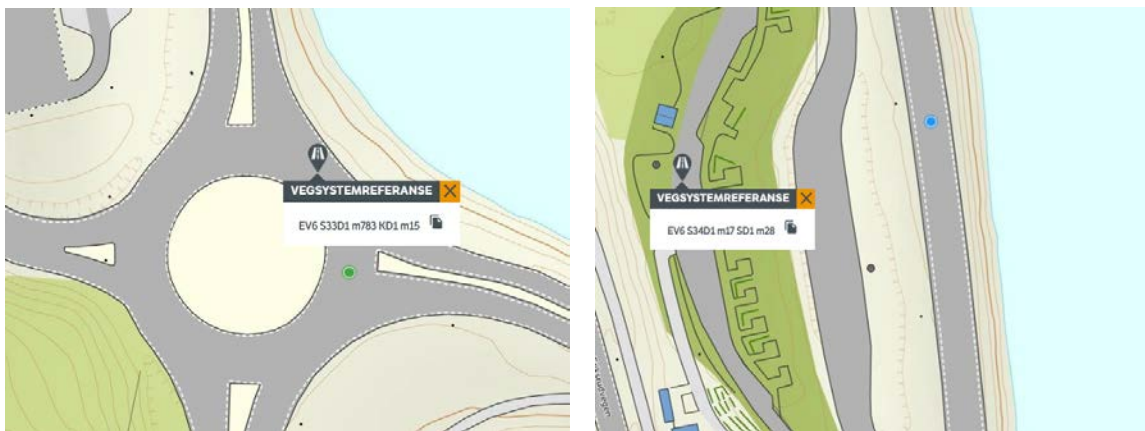 VEGSYSTEMREFERANSE
EV6 S33D1 m783 KD1 m15
VEGSYSTEMREFERANSE
EV6 S34D1 m17 SD1 m28